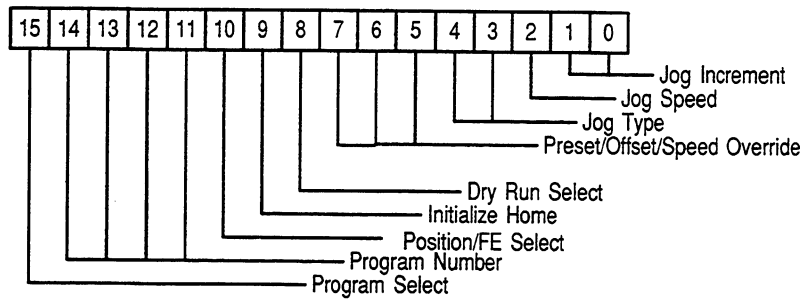 15 14 13 12 11 10 9 8 7 6 5 4 3 2 1 0
Jog Increment
Jog Speed
Jog Type
Preset/Offset/Speed Override
Dry Run Select
Initialize Home
Position/FE Select
Program Number
Program Select